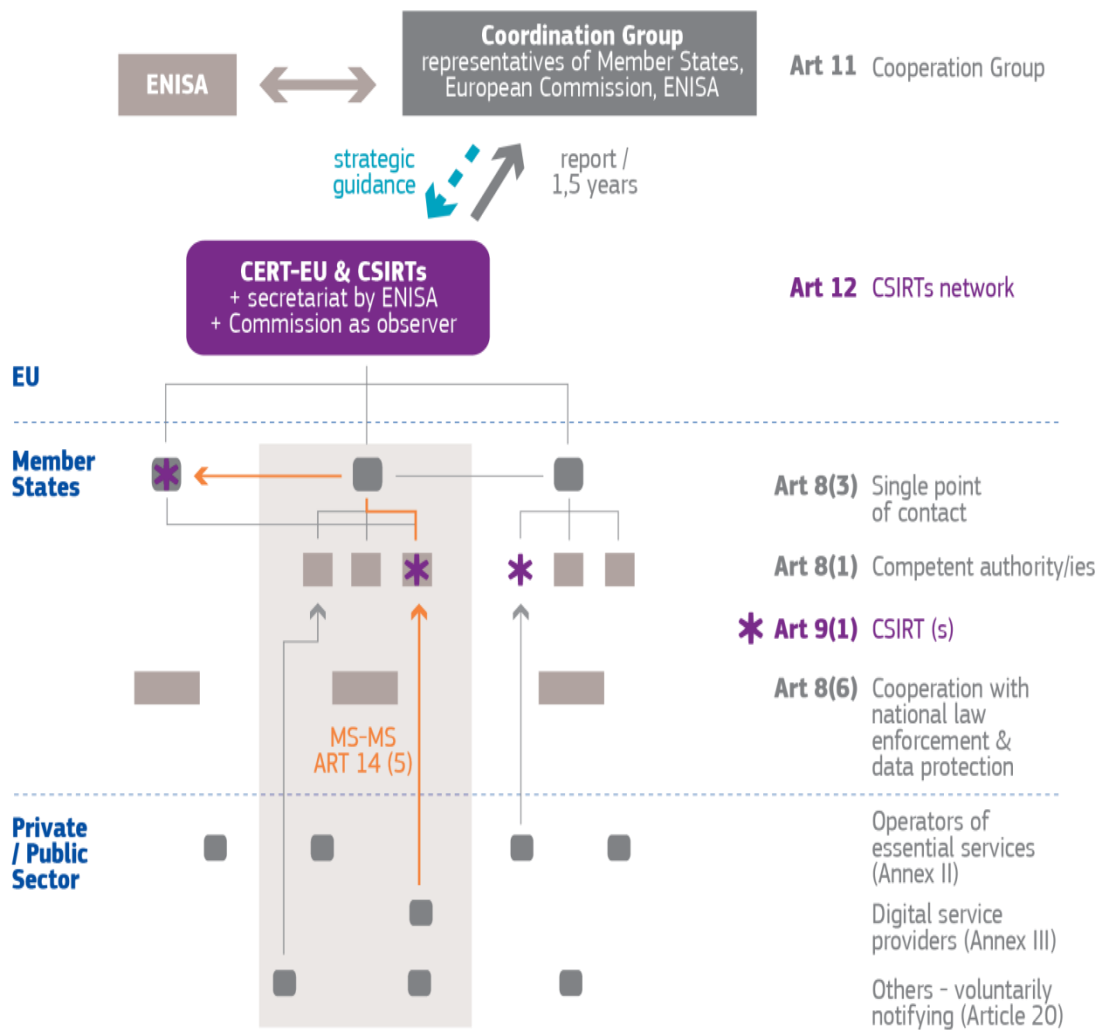 Coordination Group
representatives of Member States,
European Commission, ENISA
ENISA
Art 11 Cooperation Group
strategic
guidance
report /
1,5 years
CERT-EU & CSIRTs
+ secretariat by ENISA
+ Commission as observer
Art 12 CSIRTs network
EU
Member
States
Art 8(3) Single point
of contact
Art 8(1) Competent authority/ies
Art 9(1) CSIRT (s)
Art 8(6) Cooperation with
national law
enforcement &
data protection
MS-MS
ART 14 (5)
Private
/ Public
Sector
Operators of
essential services
(Annex II)
Digital service
providers (Annex III)
Others - voluntarily
notifying (Article 20)